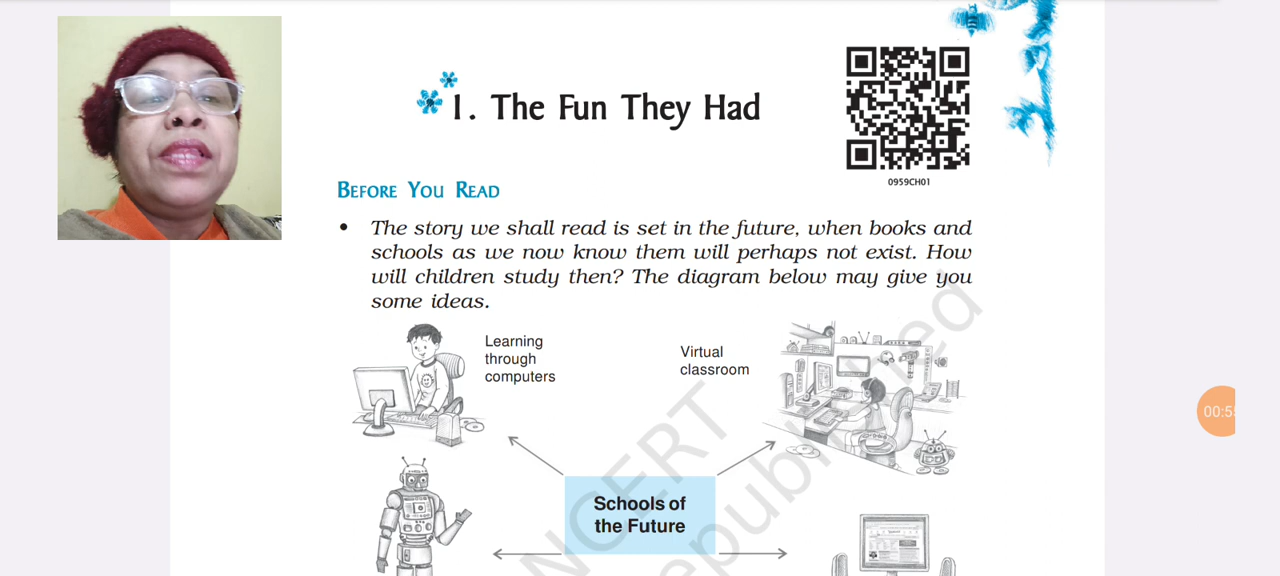 1. The Fun They Had
0959CH01
BEFORE YOU READ
• The story we shall read is set in the future, when books and
schools as we now know them will perhaps not exist. How
will children study then? The diagram below may give you
some ideas.
Learning
through
computers
Virtual
classroom
Schools of
the Future
NCERT
republished